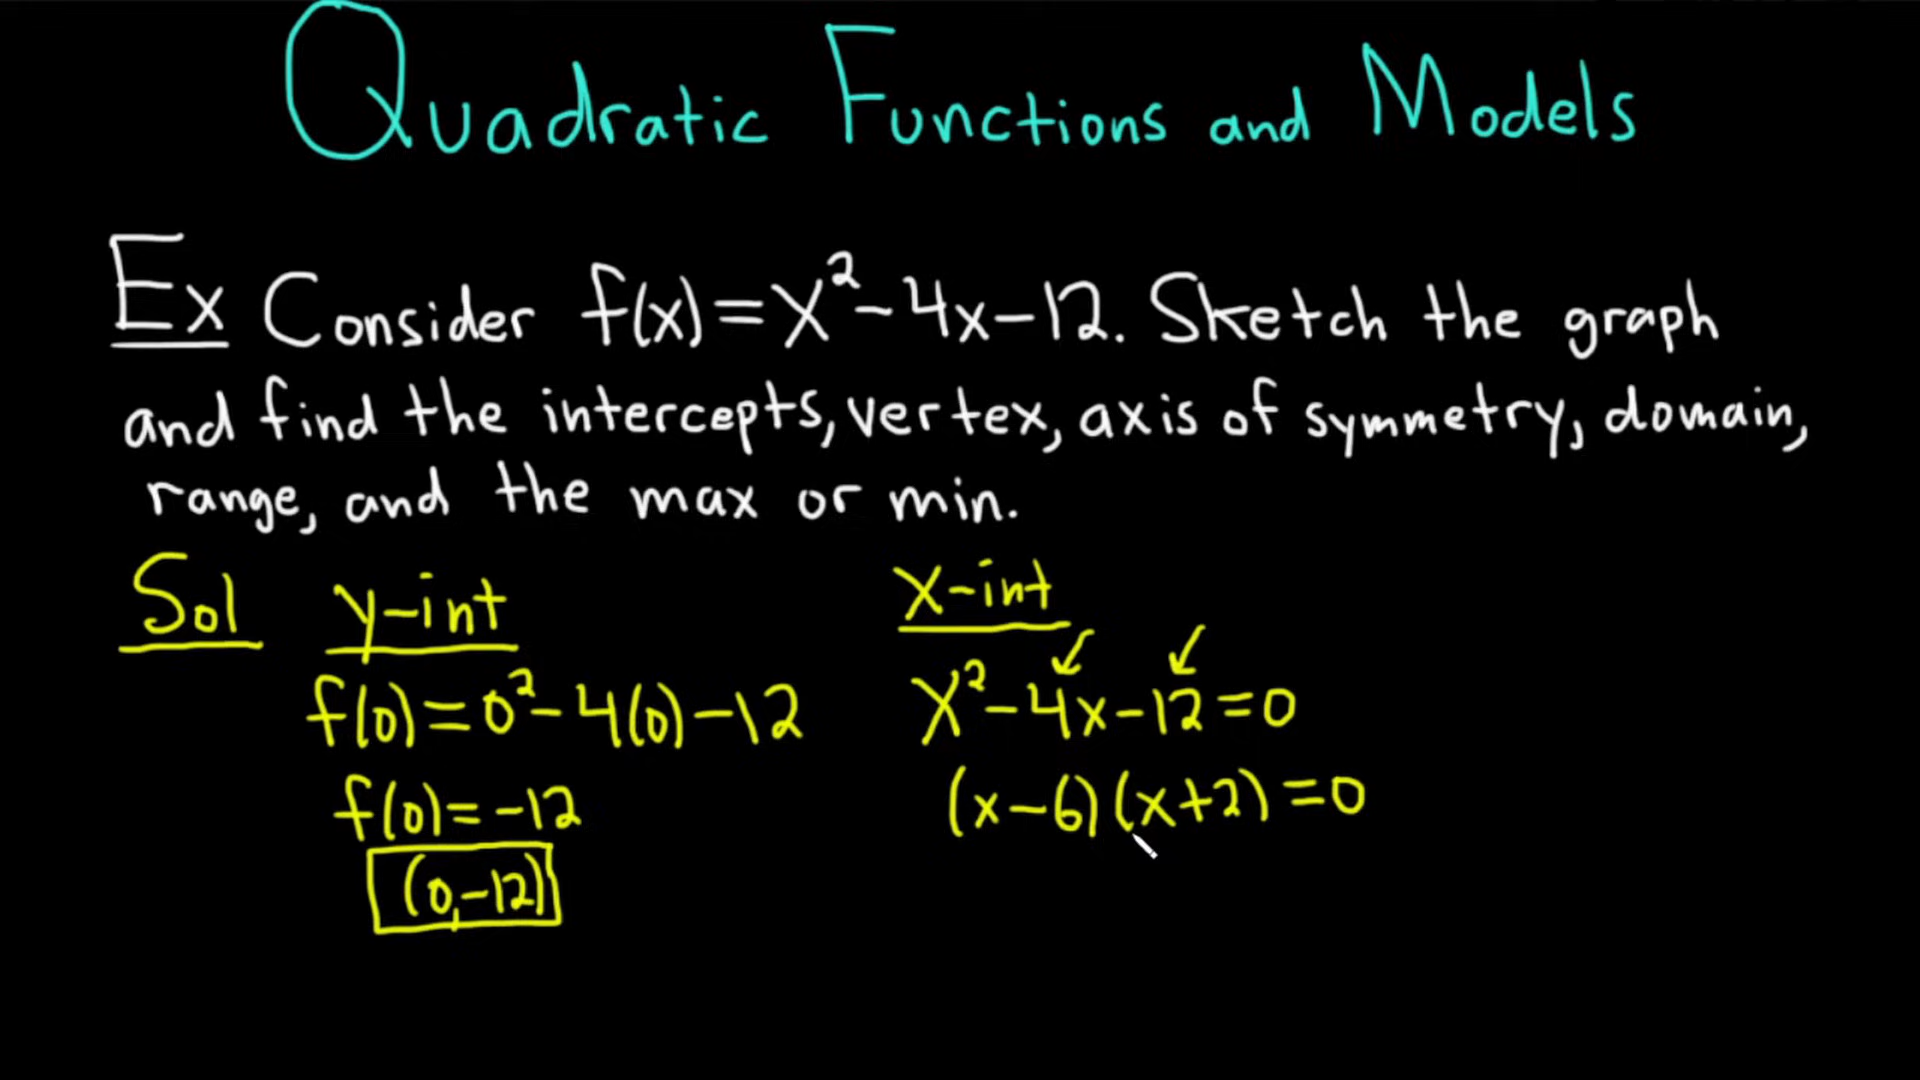 Quadratic Functions and Models
Ex Consider f(x)=x²-4x-12. Sketch the graph
and find the intercepts, vertex, axis of symmetry, domain,
range, and the max or min.
Sol y-int
f(0)=0²-4(0)-12
f(0)=-12
(0,-12)
x-int
x²-4x-12=0
(x-6)(x+2)=0